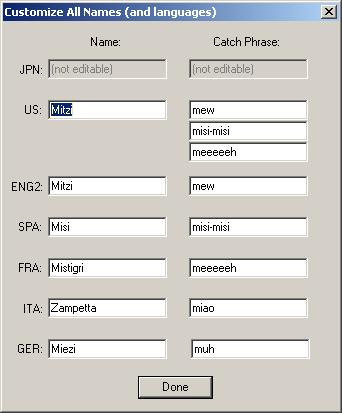 Customize All Names (and languages)
Name: Catch Phrase:
JPN: (not editable) (not editable)
US: Mitzi mew
misi-misi
meeeeeh
ENG2: Mitzi mew
SPA: Misi misi-misi
FRA: Mistigri meeeeeh
ITA: Zampetta miao
GER: Miezi muh
Done